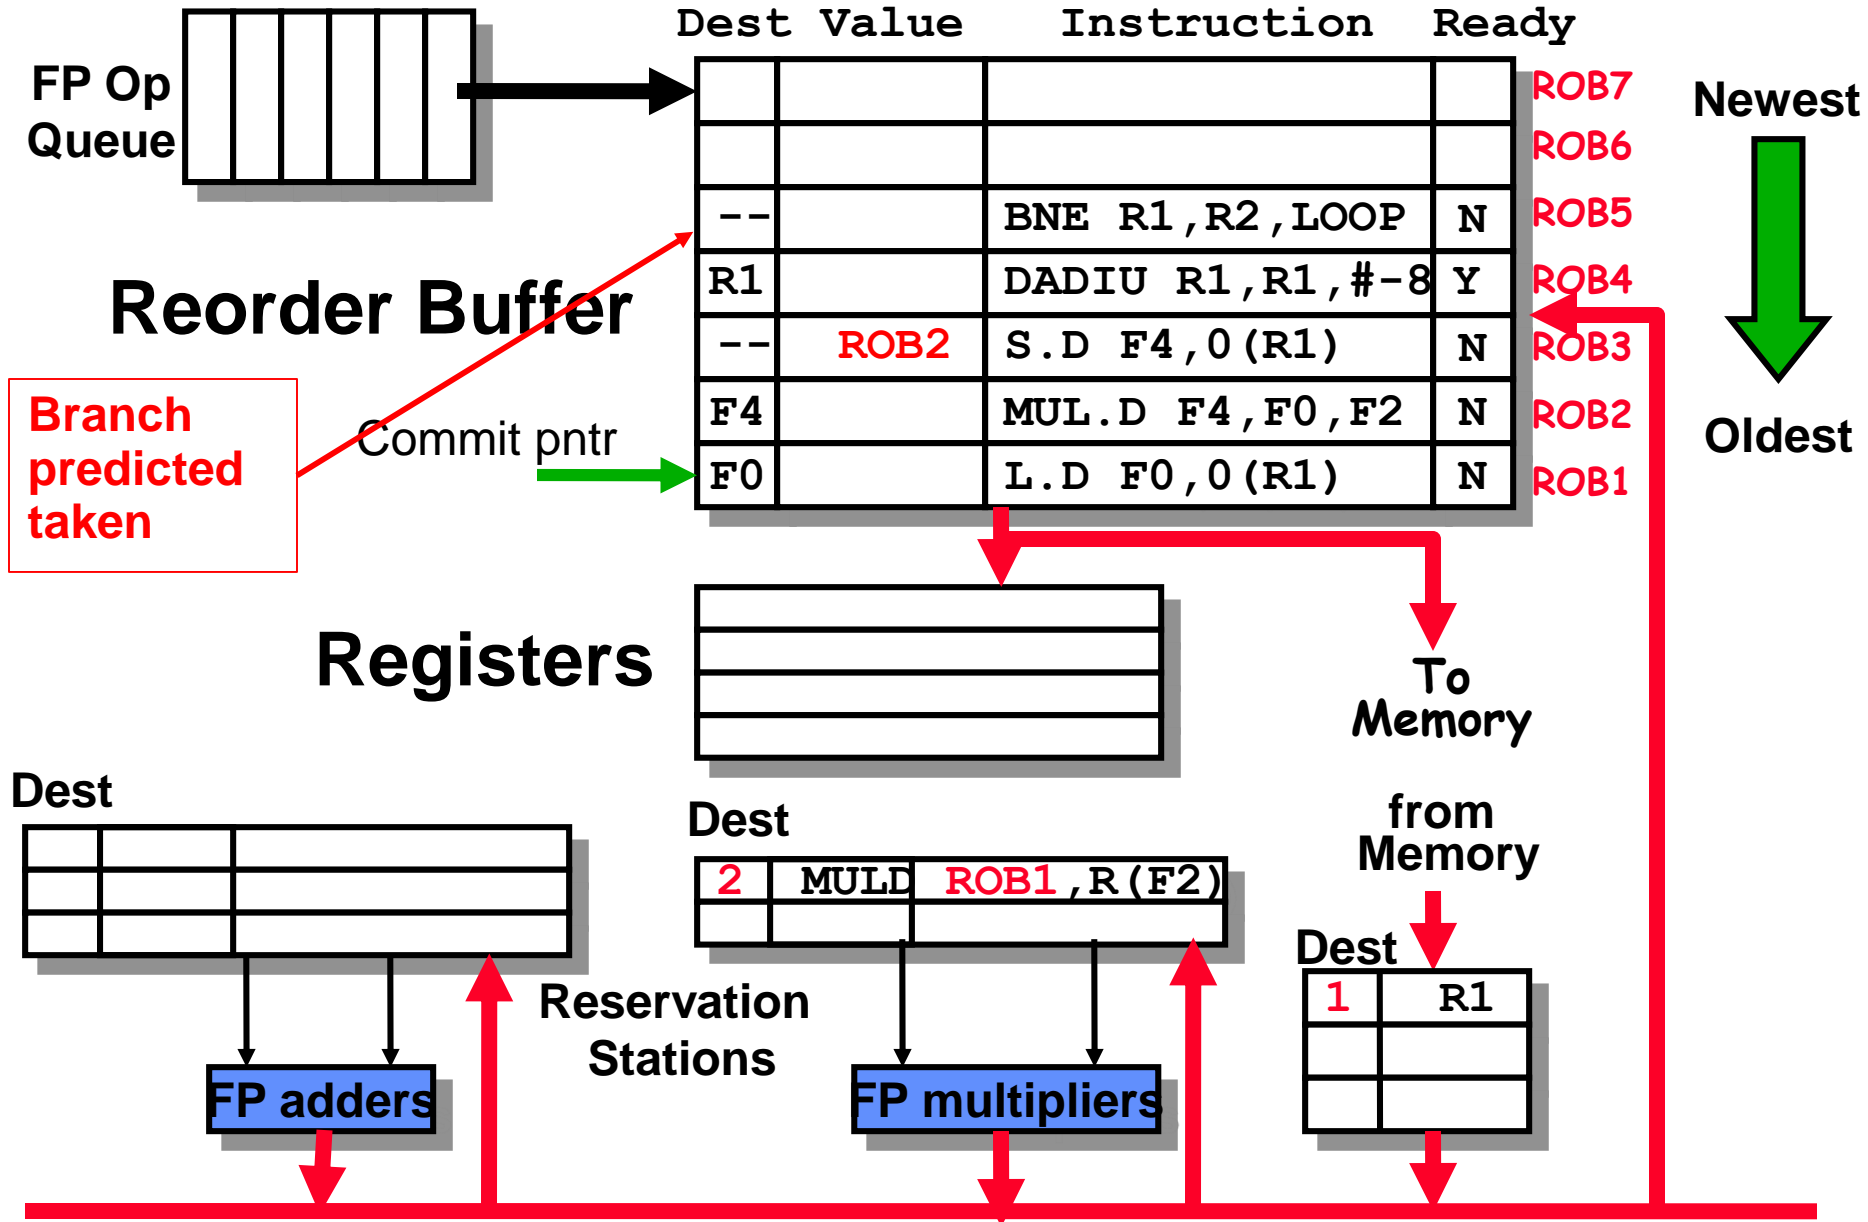 Dest Value Instruction Ready
FP Op
Queue
ROB7
Newest
ROB6
-- BNE R1,R2,LOOP N ROB5
Reorder Buffer
R1 DADIU R1,R1,#-8 Y ROB4
-- ROB2 S.D F4,0(R1) N ROB3
Branch
predicted
taken
Commit pntr
F4 MUL.D F4,F0,F2 N ROB2
Oldest
F0 L.D F0,0(R1) N ROB1
Registers
To
Memory
Dest
Dest
from
Memory
2 MULD ROB1,R(F2)
Dest
1 R1
Reservation
Stations
FP adders
FP multipliers